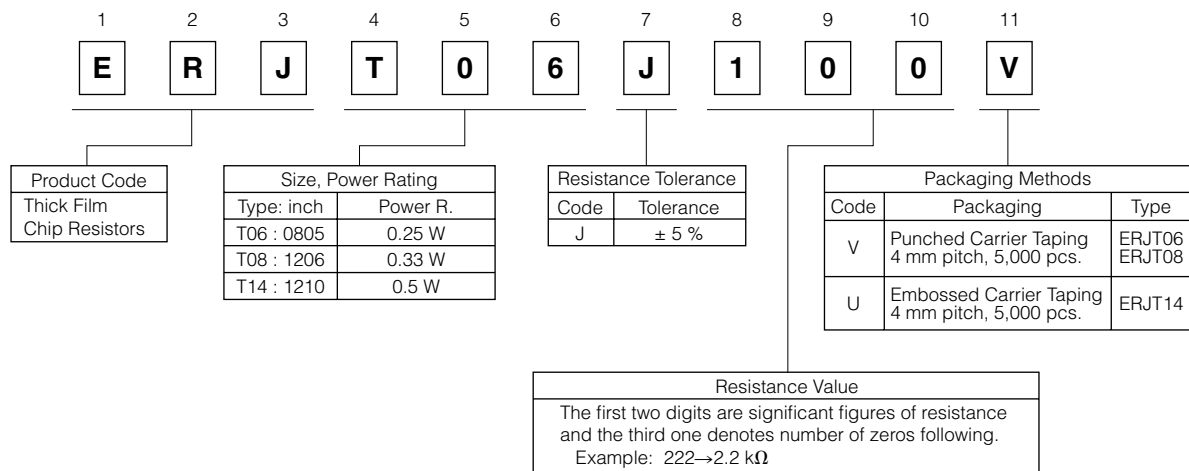 1 2 3 4 5 6 7 8 9 10 11
E R J T 0 6 J 1 0 0 V
Product Code
Thick Film
Chip Resistors
Size, Power Rating
Type: inch Power R.
T06 : 0805 0.25 W
T08 : 1206 0.33 W
T14 : 1210 0.5 W
Resistance Tolerance
Code Tolerance
J ± 5 %
Packaging Methods
Code Packaging Type
V Punched Carrier Taping ERJT06
4 mm pitch, 5,000 pcs. ERJT08
U Embossed Carrier Taping ERJT14
4 mm pitch, 5,000 pcs.
Resistance Value
The first two digits are significant figures of resistance
and the third one denotes number of zeros following.
Example: 222→2.2 kΩ